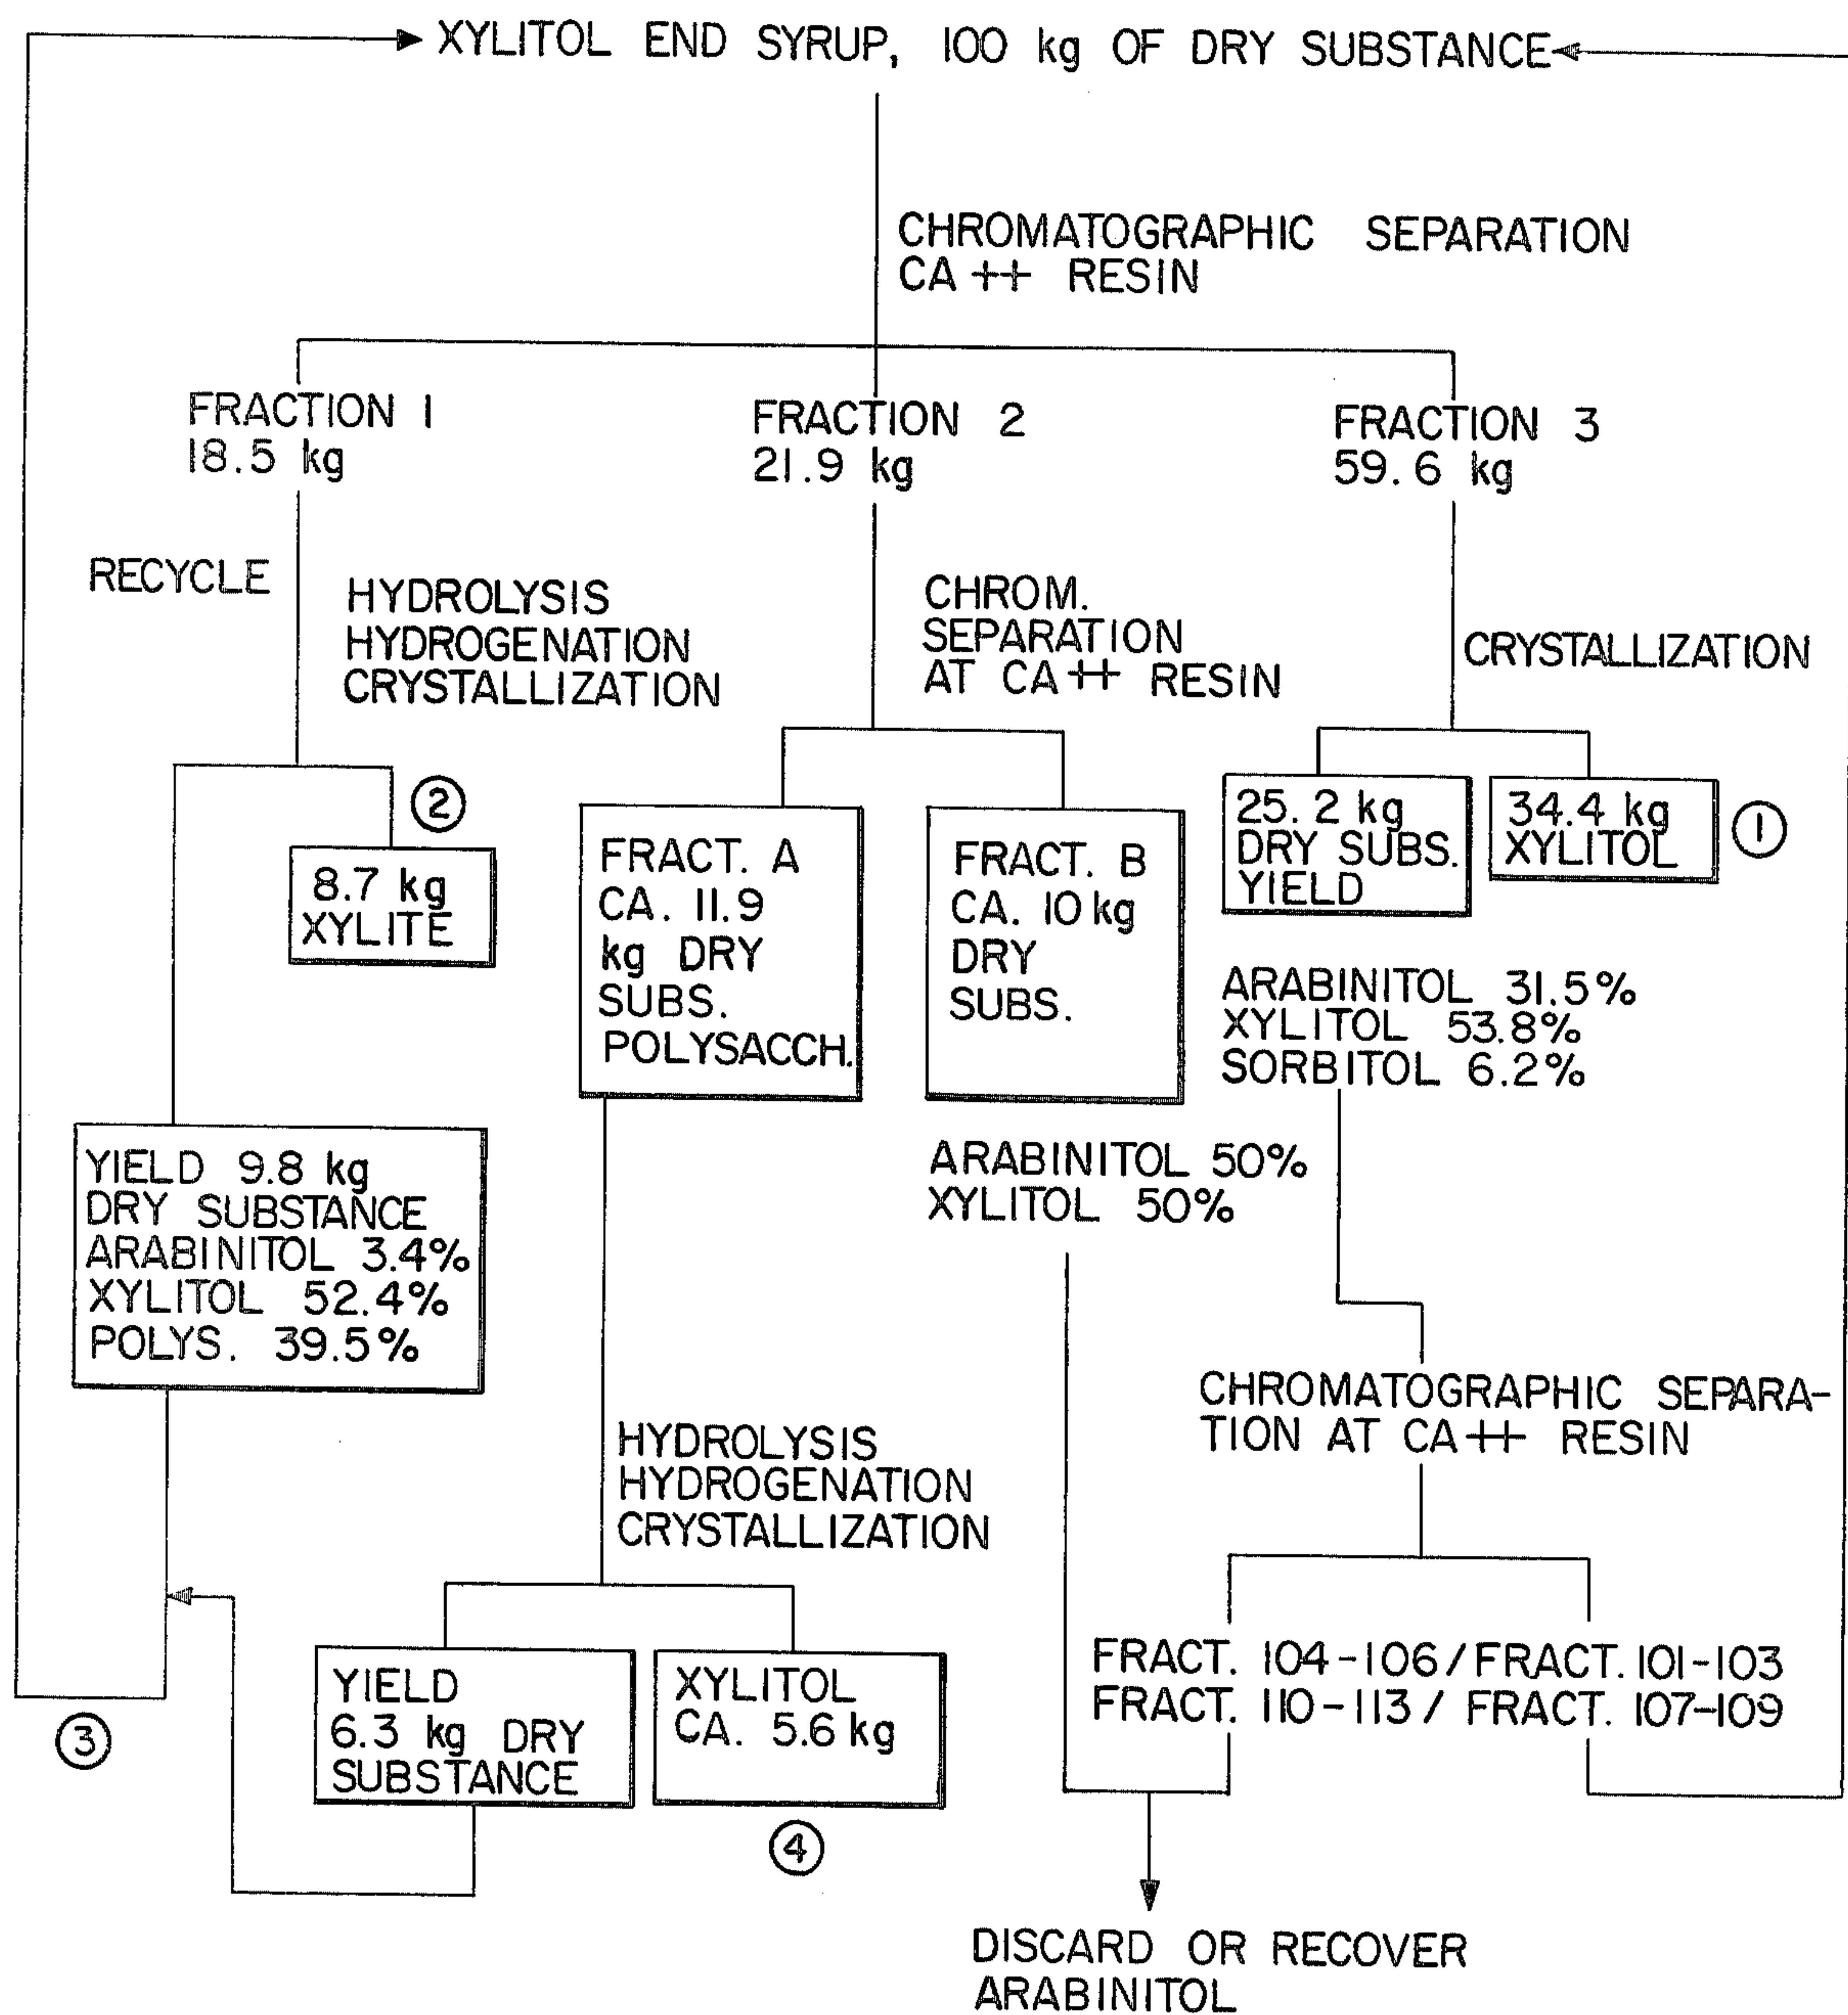 XYLITOL END SYRUP, 100 kg OF DRY SUBSTANCE
CHROMATOGRAPHIC SEPARATION
CA ++ RESIN
FRACTION 1
18.5 kg
FRACTION 2
21.9 kg
FRACTION 3
59.6 kg
RECYCLE
HYDROLYSIS
HYDROGENATION
CRYSTALLIZATION
CHROM.
SEPARATION
AT CA ++ RESIN
CRYSTALLIZATION
2
8.7 kg
XYLITE
FRACT. A
CA. 11.9
kg DRY
SUBS.
POLYSACCH.
FRACT. B
CA. 10 kg
DRY
SUBS.
25.2 kg
DRY SUBS.
YIELD
34.4 kg
XYLITOL
1
ARABINITOL 31.5%
XYLITOL 53.8%
SORBITOL 6.2%
ARABINITOL 50%
XYLITOL 50%
YIELD 9.8 kg
DRY SUBSTANCE
ARABINITOL 3.4%
XYLITOL 52.4%
POLYS. 39.5%
CHROMATOGRAPHIC SEPARA-
TION AT CA ++ RESIN
HYDROLYSIS
HYDROGENATION
CRYSTALLIZATION
FRACT. 104-106/FRACT. 101-103
FRACT. 110-113/ FRACT. 107-109
3
YIELD
6.3 kg DRY
SUBSTANCE
XYLITOL
CA. 5.6 kg
4
DISCARD OR RECOVER
ARABINITOL